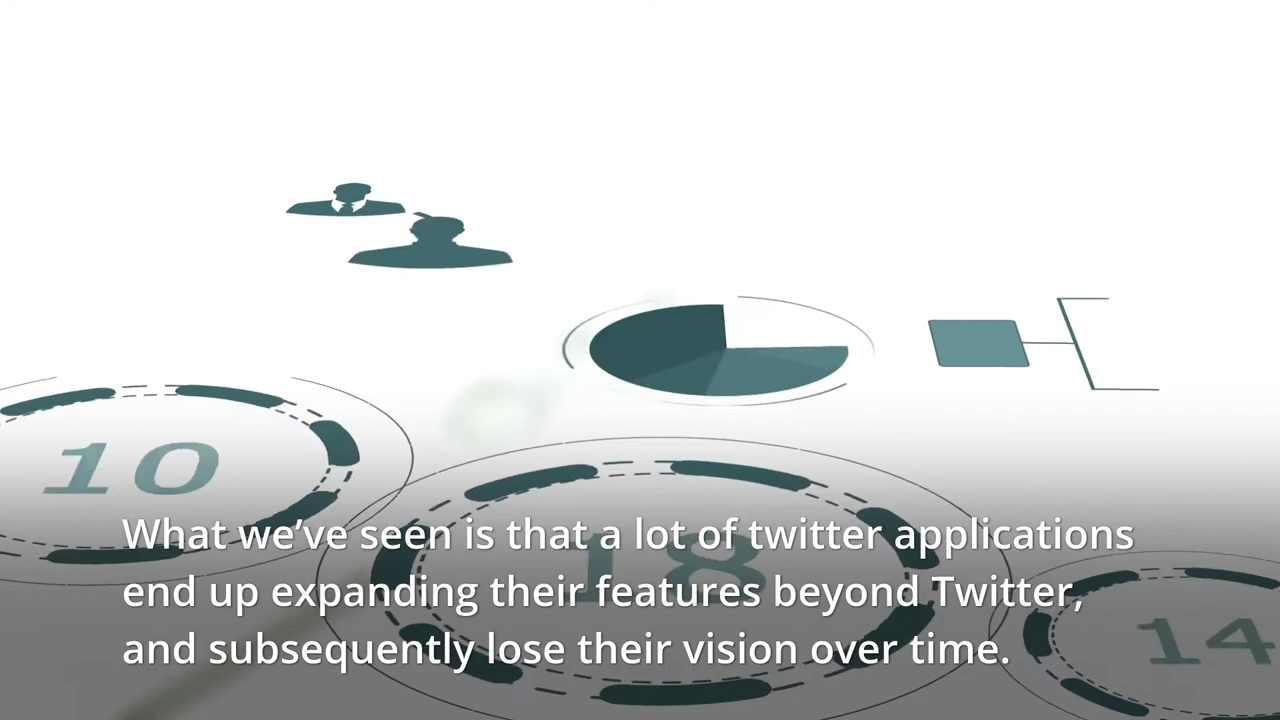 10
18
14
What we’ve seen is that a lot of twitter applications
end up expanding their features beyond Twitter,
and subsequently lose their vision over time.